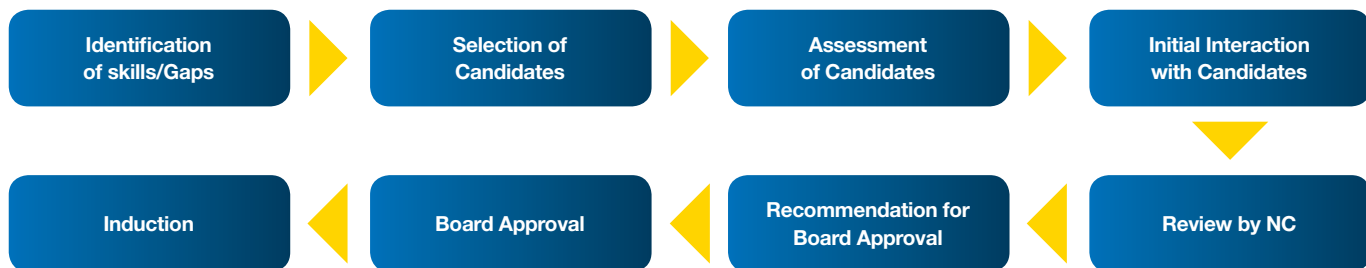 Identification
of skills/Gaps
Selection of
Candidates
Assessment
of Candidates
Initial Interaction
with Candidates
Review by NC
Recommendation for
Board Approval
Board Approval
Induction